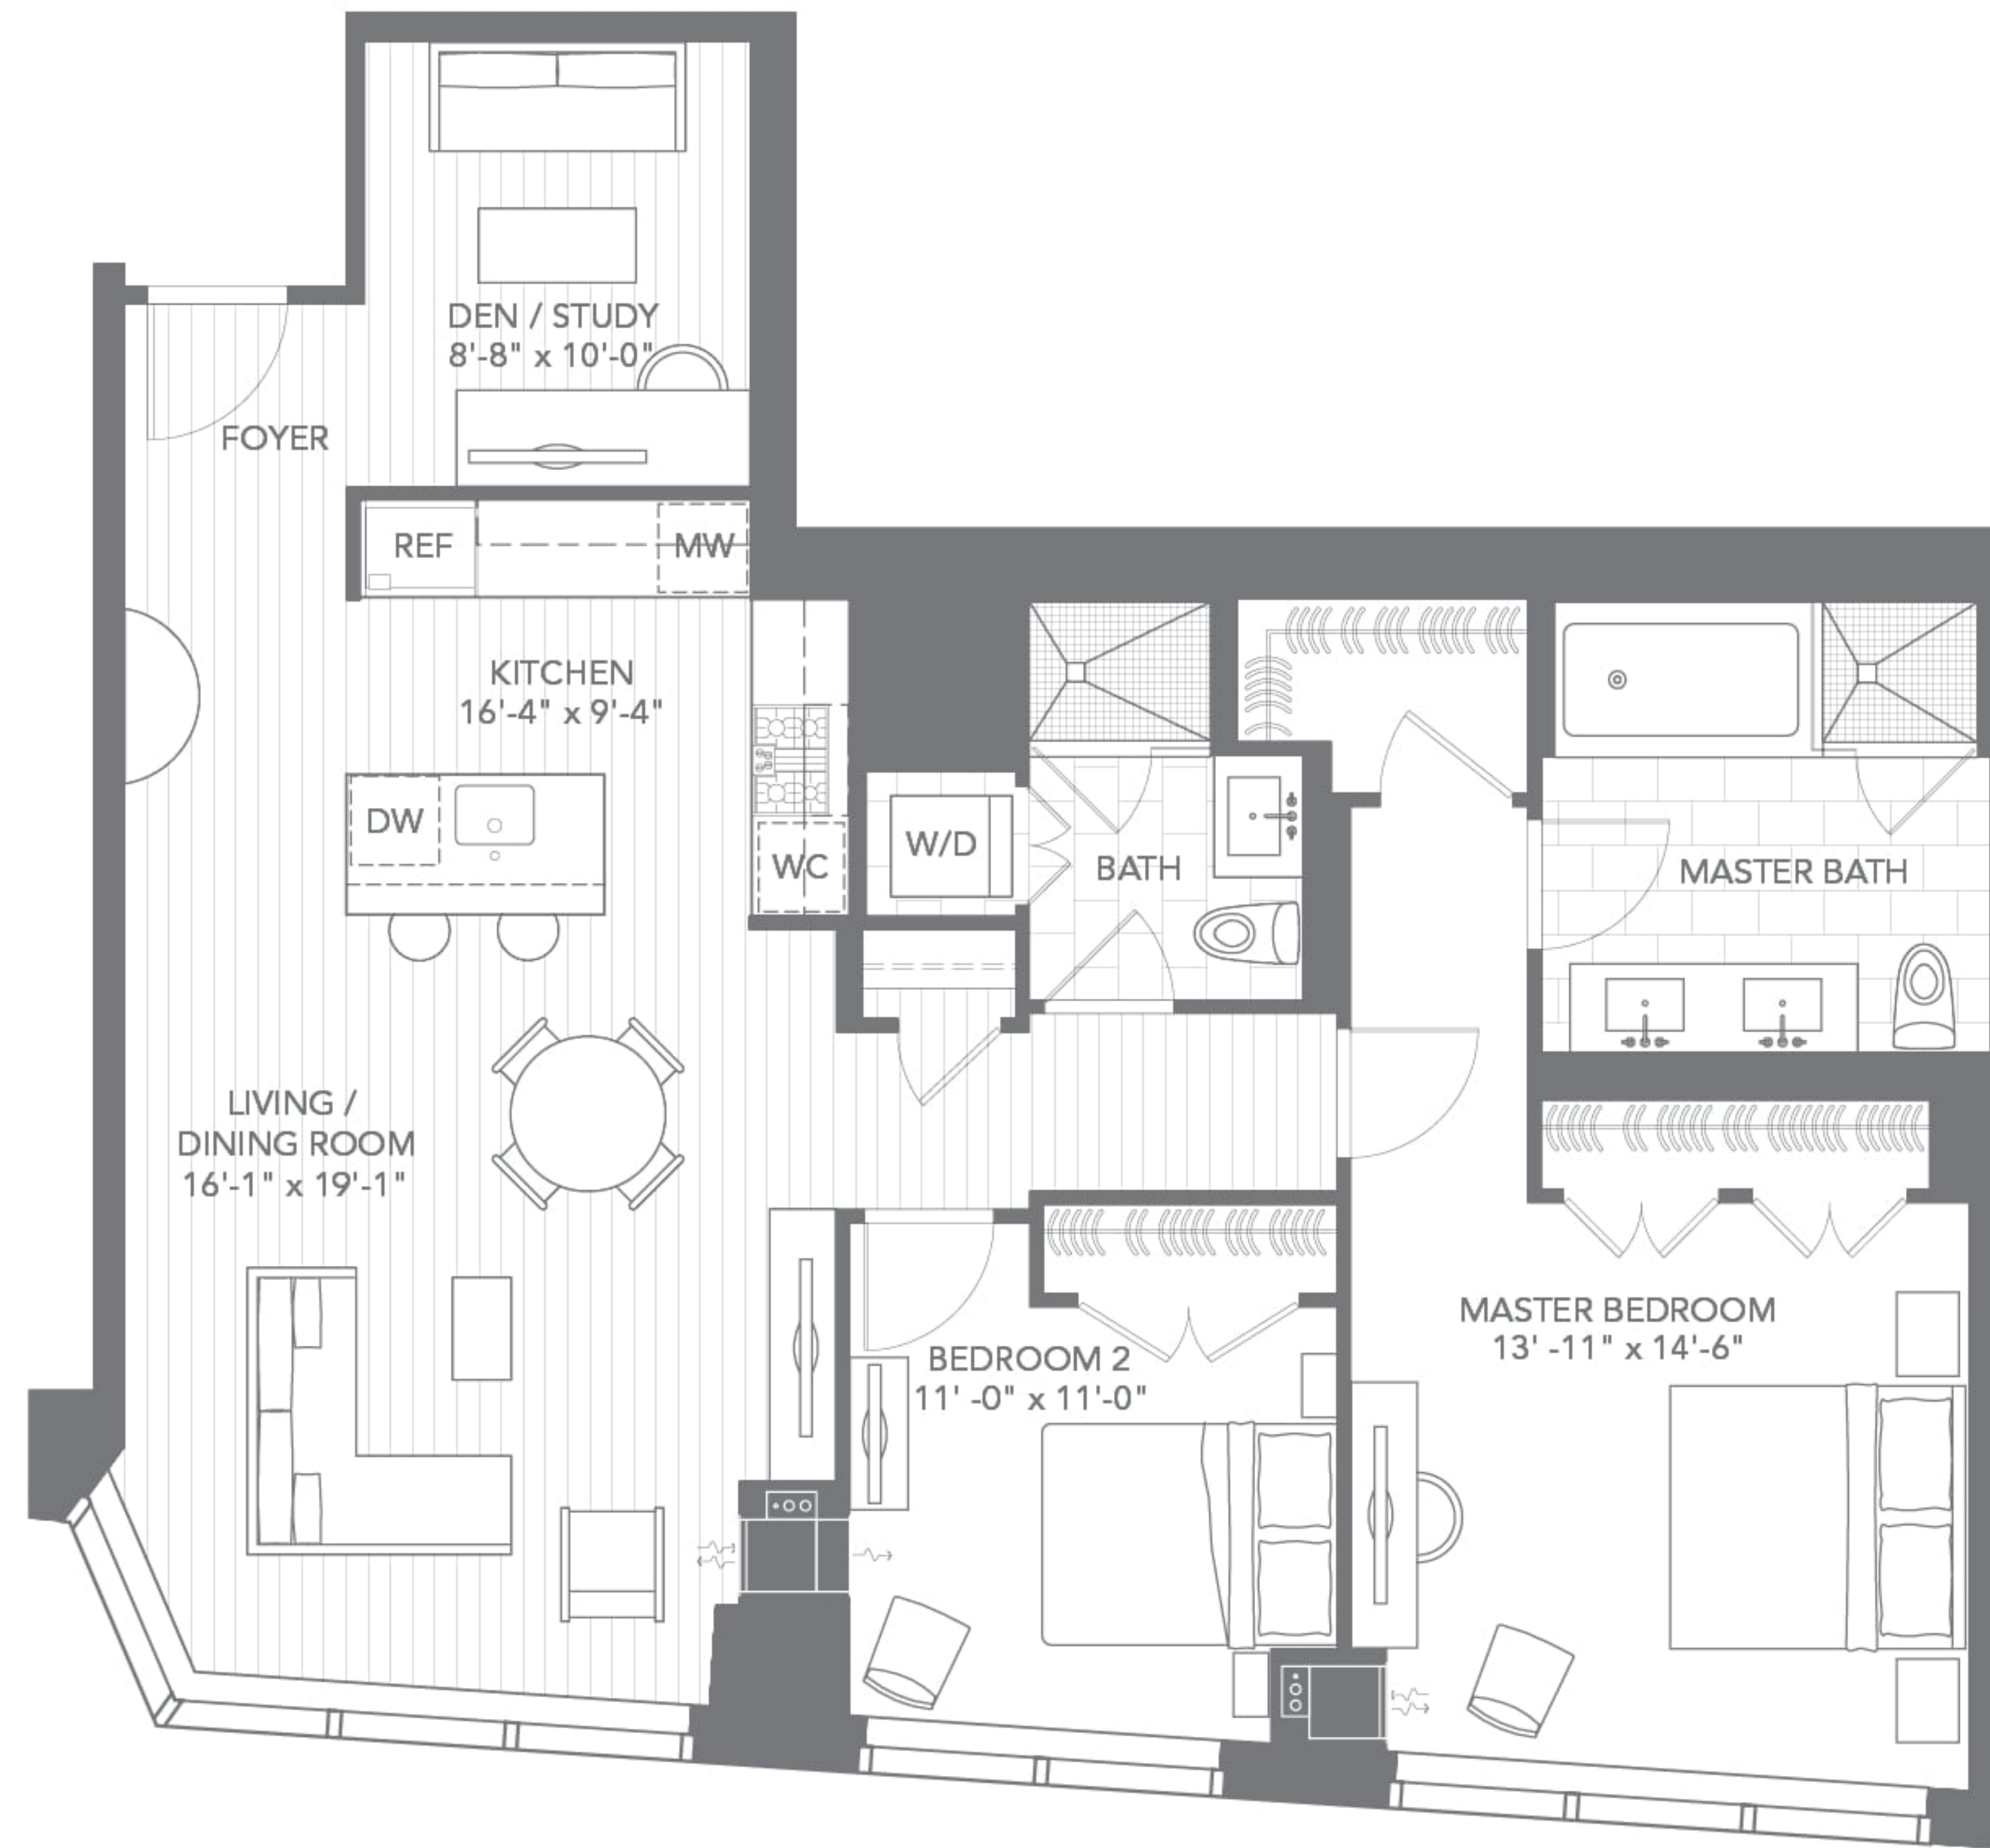 DEN / STUDY
8'-8" x 10'-0"
FOYER
REF
MW
KITCHEN
16'-4" x 9'-4"
DW
WC
W/D
BATH
MASTER BATH
LIVING /
DINING ROOM
16'-1" x 19'-1"
BEDROOM 2
11' -0" x 11'-0"
MASTER BEDROOM
13' -11" x 14'-6"